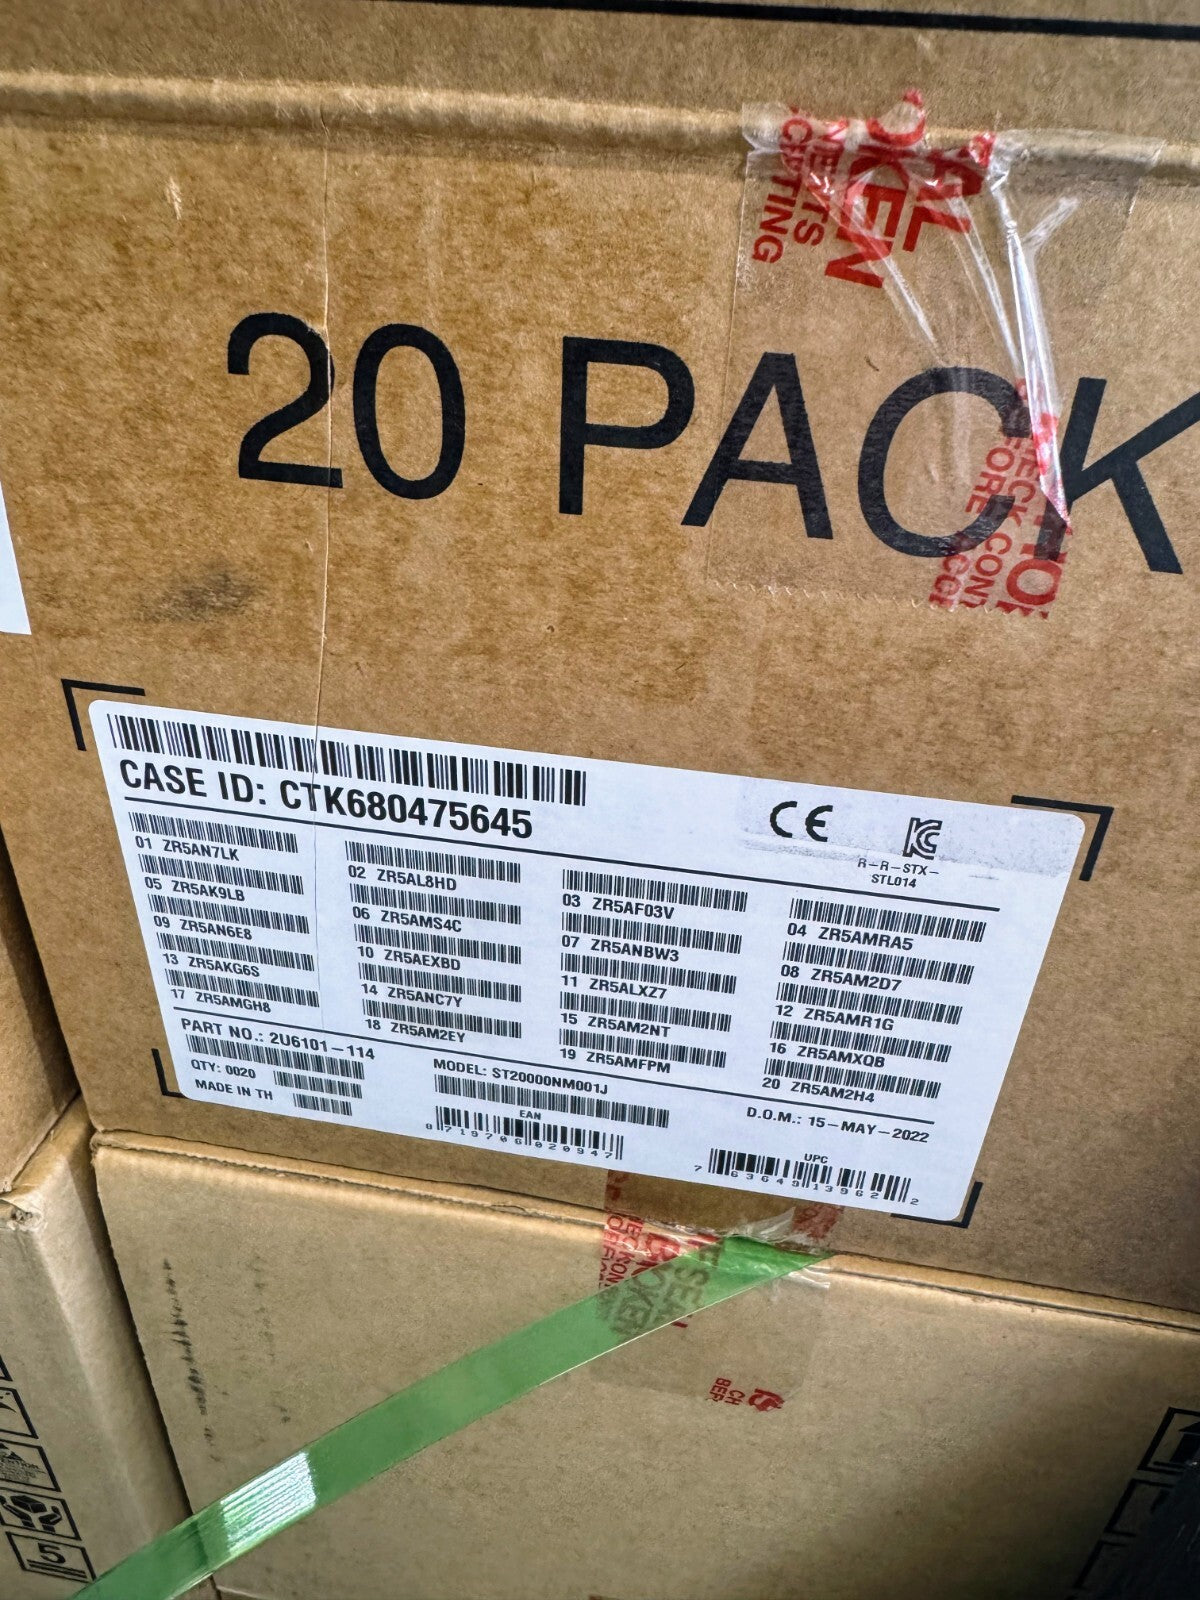 20 PACK
CASE ID: CTK680475645
CE
R-R-STX-
STL014
01 ZR5AN7LK
02 ZR5AL8HD
03 ZR5AF03V
04 ZR5AMRA5
05 ZR5AK9LB
06 ZR5AMS4C
07 ZR5ANBW3
08 ZR5AM2D7
09 ZR5AN6E8
10 ZR5AEXBD
11 ZR5ALXZ7
12 ZR5AMR1G
13 ZR5AKG6S
14 ZR5ANC7Y
15 ZR5AM2NT
16 ZR5AMXQB
17 ZR5AMGH8
18 ZR5AM2EY
19 ZR5AMFPM
20 ZR5AM2H4
PART NO.: 2U6101-114
QTY: 0020
MADE IN TH
MODEL: ST20000NM001J
D.O.M.: 15-MAY-2022
EAN
8719706020947
UPC
763649139622
5